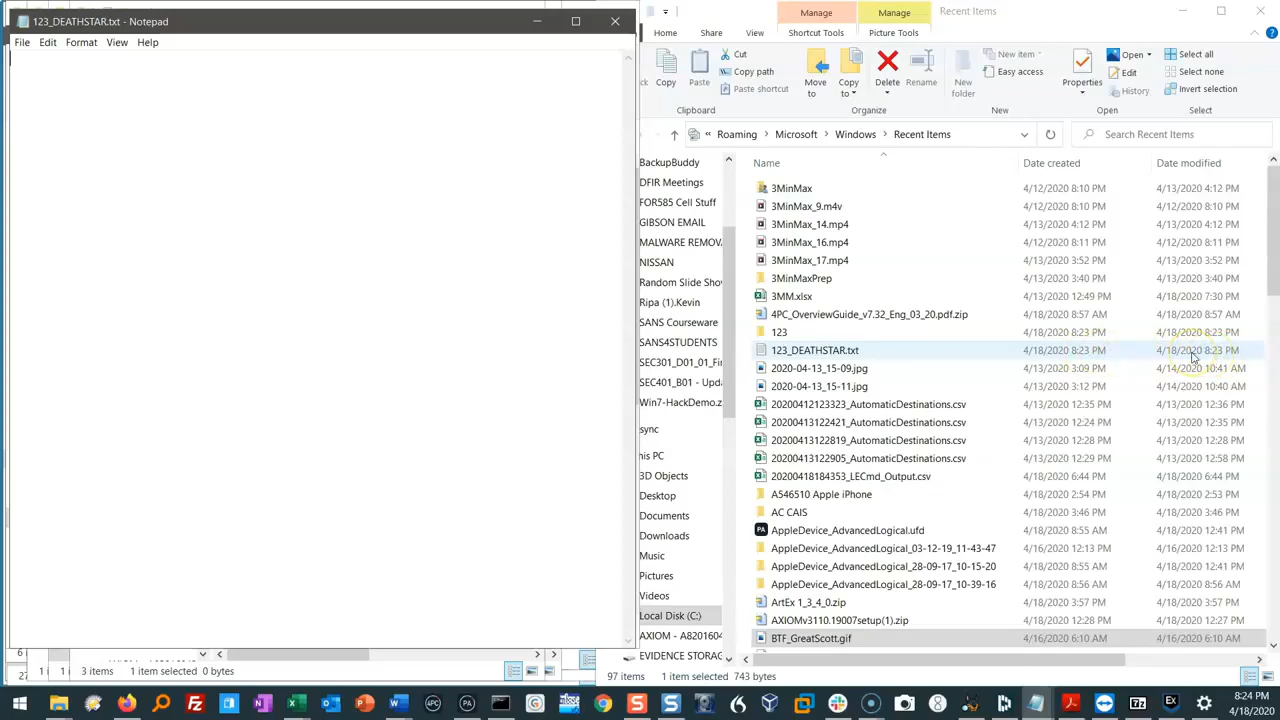 123_DEATHSTAR.txt - Notepad
File Edit Format View Help
3 items 1 item selected 0 bytes
Manage Manage Recent Items
Home Share View Shortcut Tools Picture Tools
Copy
Paste
Cut
Copy path
Paste shortcut
Clipboard
Move to
Copy to
Delete
Rename
Organize
New folder
New item
Easy access
New
Properties
Open
Edit
History
Open
Select all
Select none
Invert selection
Select
« Roaming > Microsoft > Windows > Recent Items
Search Recent Items
BackupBuddy
DFIR Meetings
FOR585 Cell Stuff
GIBSON EMAIL
MALWARE REMOVA
NISSAN
Random Slide Sho
Ripa (1).Kevin
SANS Courseware
SANS4STUDENTS
SEC301_D01_01_Fi
SEC401_B01 - Upda
Win7-HackDemo.z
sync
his PC
3D Objects
Desktop
Documents
Downloads
Music
Pictures
Videos
Local Disk (C:)
AXIOM - A8201604
EVIDENCE STORAG
Name Date created Date modified
3MinMax 4/12/2020 8:10 PM 4/13/2020 4:12 PM
3MinMax_9.m4v 4/12/2020 8:10 PM 4/12/2020 8:10 PM
3MinMax_14.mp4 4/13/2020 4:12 PM 4/13/2020 4:12 PM
3MinMax_16.mp4 4/12/2020 8:11 PM 4/12/2020 8:11 PM
3MinMax_17.mp4 4/13/2020 3:52 PM 4/13/2020 3:52 PM
3MinMaxPrep 4/13/2020 3:40 PM 4/13/2020 3:40 PM
3MM.xlsx 4/13/2020 12:49 PM 4/18/2020 7:30 PM
4PC_OverviewGuide_v7.32_Eng_03_20.pdf.zip 4/18/2020 8:57 AM 4/18/2020 8:57 AM
123 4/18/2020 8:23 PM 4/18/2020 8:23 PM
123_DEATHSTAR.txt 4/18/2020 8:23 PM 4/18/2020 8:23 PM
2020-04-13_15-09.jpg 4/13/2020 3:09 PM 4/14/2020 10:41 AM
2020-04-13_15-11.jpg 4/13/2020 3:12 PM 4/14/2020 10:40 AM
20200412123323_AutomaticDestinations.csv 4/13/2020 12:35 PM 4/13/2020 12:36 PM
20200413122421_AutomaticDestinations.csv 4/13/2020 12:24 PM 4/13/2020 12:35 PM
20200413122819_AutomaticDestinations.csv 4/13/2020 12:28 PM 4/13/2020 12:28 PM
20200413122905_AutomaticDestinations.csv 4/13/2020 12:29 PM 4/13/2020 12:58 PM
20200418184353_LECmd_Output.csv 4/18/2020 6:44 PM 4/18/2020 6:44 PM
A546510 Apple iPhone 4/18/2020 2:54 PM 4/18/2020 2:53 PM
AC CAIS 4/18/2020 3:46 PM 4/18/2020 3:46 PM
AppleDevice_AdvancedLogical.ufd 4/18/2020 8:55 AM 4/18/2020 12:41 PM
AppleDevice_AdvancedLogical_03-12-19_11-43-47 4/16/2020 12:13 PM 4/16/2020 12:13 PM
AppleDevice_AdvancedLogical_28-09-17_10-15-20 4/18/2020 8:55 AM 4/18/2020 12:41 PM
AppleDevice_AdvancedLogical_28-09-17_10-39-16 4/18/2020 8:56 AM 4/18/2020 8:56 AM
ArtEx 1_3_4_0.zip 4/18/2020 3:57 PM 4/18/2020 3:57 PM
AXIOMv3110.19007setup(1).zip 4/18/2020 12:28 PM 4/18/2020 12:27 PM
BTF_GreatScott.gif 4/16/2020 6:10 AM 4/16/2020 6:10 AM
97 items 1 item selected 743 bytes
8:24 PM
4/18/2020